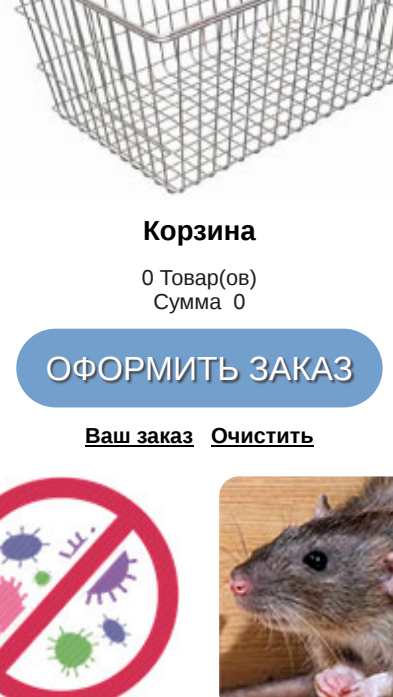 Корзина
0 Товар(ов)
Сумма 0
ОФОРМИТЬ ЗАКАЗ
Ваш заказ Очистить